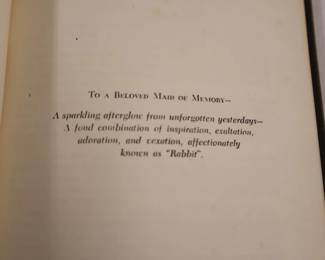 To a Beloved Maid of Memory—
A sparkling afterglow from unforgotten yesterdays—
A fond combination of inspiration, exaltation,
adoration, and vexation, affectionately
known as "Rabbit".